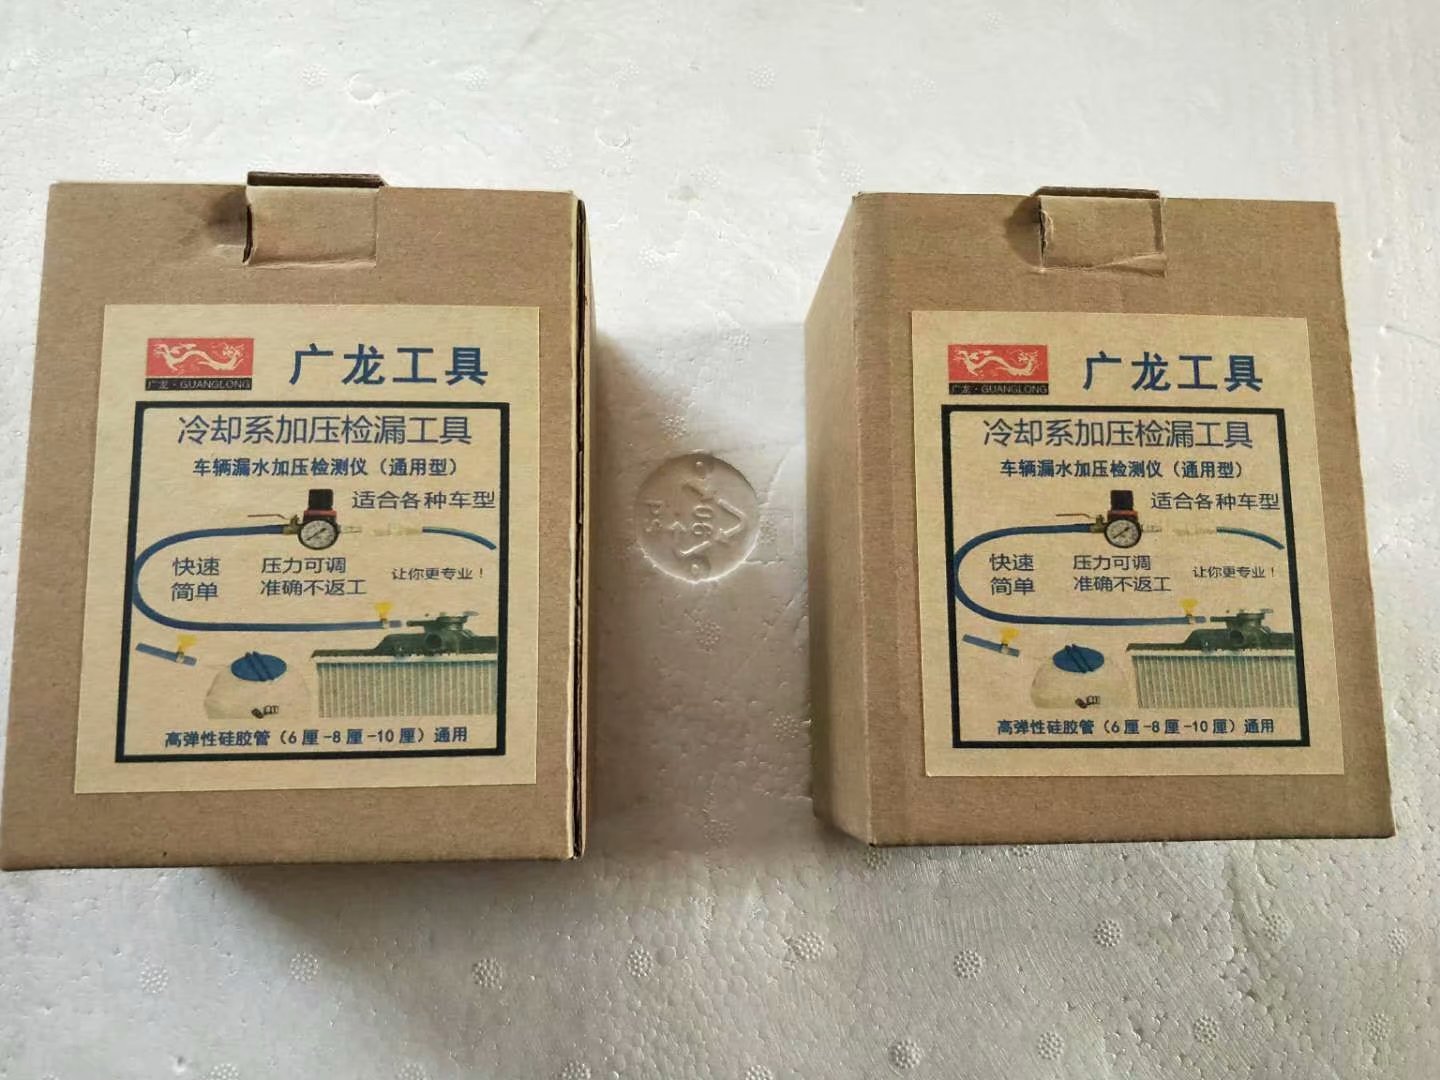 广龙·GUANGLONG
广龙工具
冷却系加压检漏工具
车辆漏水加压检测仪（通用型）
适合各种车型
快速 压力可调
简单 准确不返工
让你更专业！
高弹性硅胶管（6厘-8厘-10厘）通用
广龙·GUANGLONG
广龙工具
冷却系加压检漏工具
车辆漏水加压检测仪（通用型）
适合各种车型
快速 压力可调
简单 准确不返工
让你更专业！
高弹性硅胶管（6厘-8厘-10厘）通用
06
PS